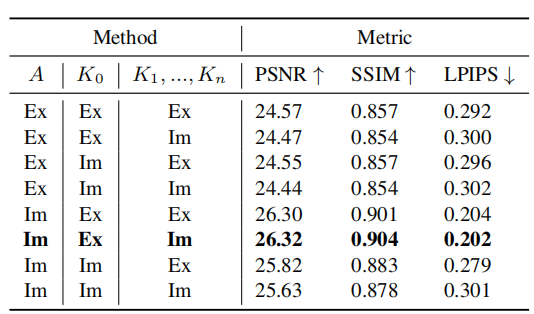 Method Metric
A K₀ K₁, ..., Kₙ PSNR ↑ SSIM ↑ LPIPS ↓
Ex Ex Ex 24.57 0.857 0.292
Ex Ex Im 24.47 0.854 0.300
Ex Im Ex 24.55 0.857 0.296
Ex Im Im 24.44 0.854 0.302
Im Ex Ex 26.30 0.901 0.204
Im Ex Im 26.32 0.904 0.202
Im Im Ex 25.82 0.883 0.279
Im Im Im 25.63 0.878 0.301